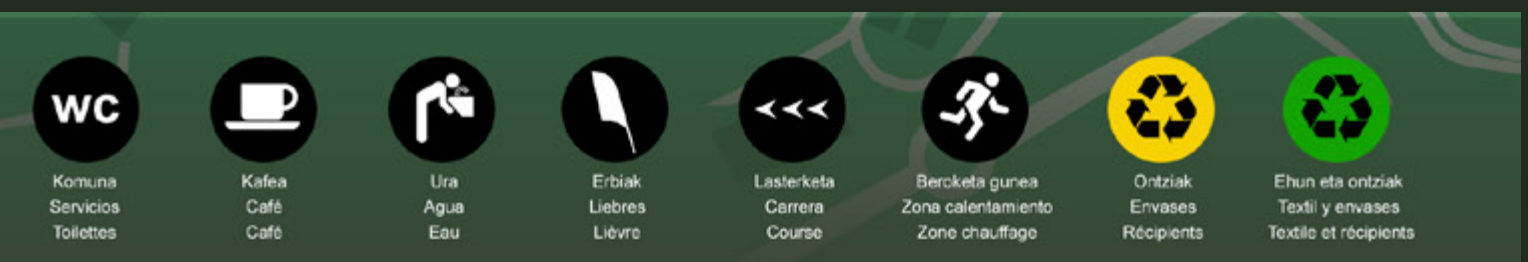 WC
Komuna
Servicios
Toilettes
Kafea
Café
Café
Ura
Agua
Eau
Erbiak
Liebres
Lièvre
Lasterketa
Carrera
Course
Beroketa gunea
Zona calentamiento
Zone chauffage
Ontziak
Envases
Récipients
Ehun eta ontziak
Textil y envases
Textile et récipients